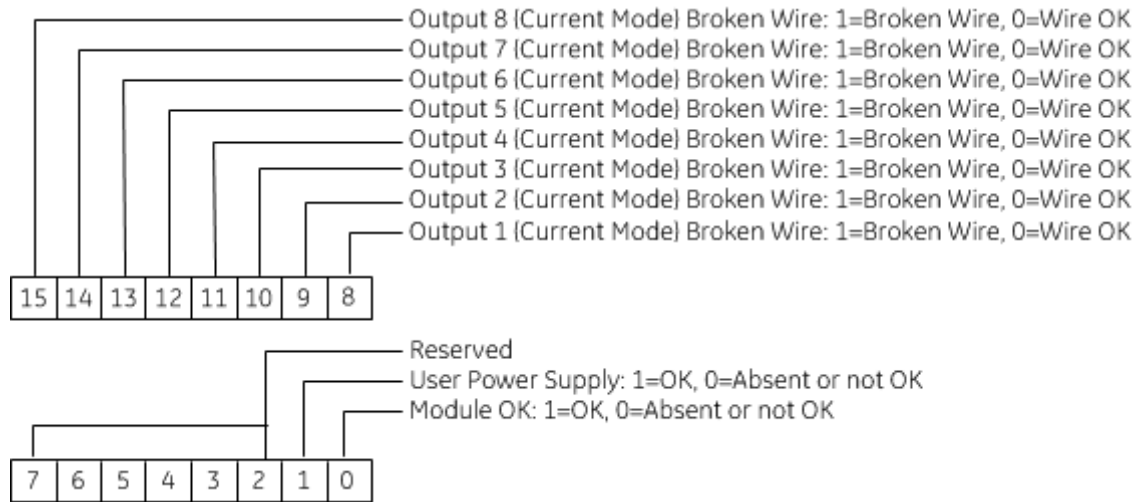 Output 8 (Current Mode) Broken Wire: 1=Broken Wire, 0=Wire OK
Output 7 (Current Mode) Broken Wire: 1=Broken Wire, 0=Wire OK
Output 6 (Current Mode) Broken Wire: 1=Broken Wire, 0=Wire OK
Output 5 (Current Mode) Broken Wire: 1=Broken Wire, 0=Wire OK
Output 4 (Current Mode) Broken Wire: 1=Broken Wire, 0=Wire OK
Output 3 (Current Mode) Broken Wire: 1=Broken Wire, 0=Wire OK
Output 2 (Current Mode) Broken Wire: 1=Broken Wire, 0=Wire OK
Output 1 (Current Mode) Broken Wire: 1=Broken Wire, 0=Wire OK
15 14 13 12 11 10 9 8
Reserved
User Power Supply: 1=OK, 0=Absent or not OK
Module OK: 1=OK, 0=Absent or not OK
7 6 5 4 3 2 1 0